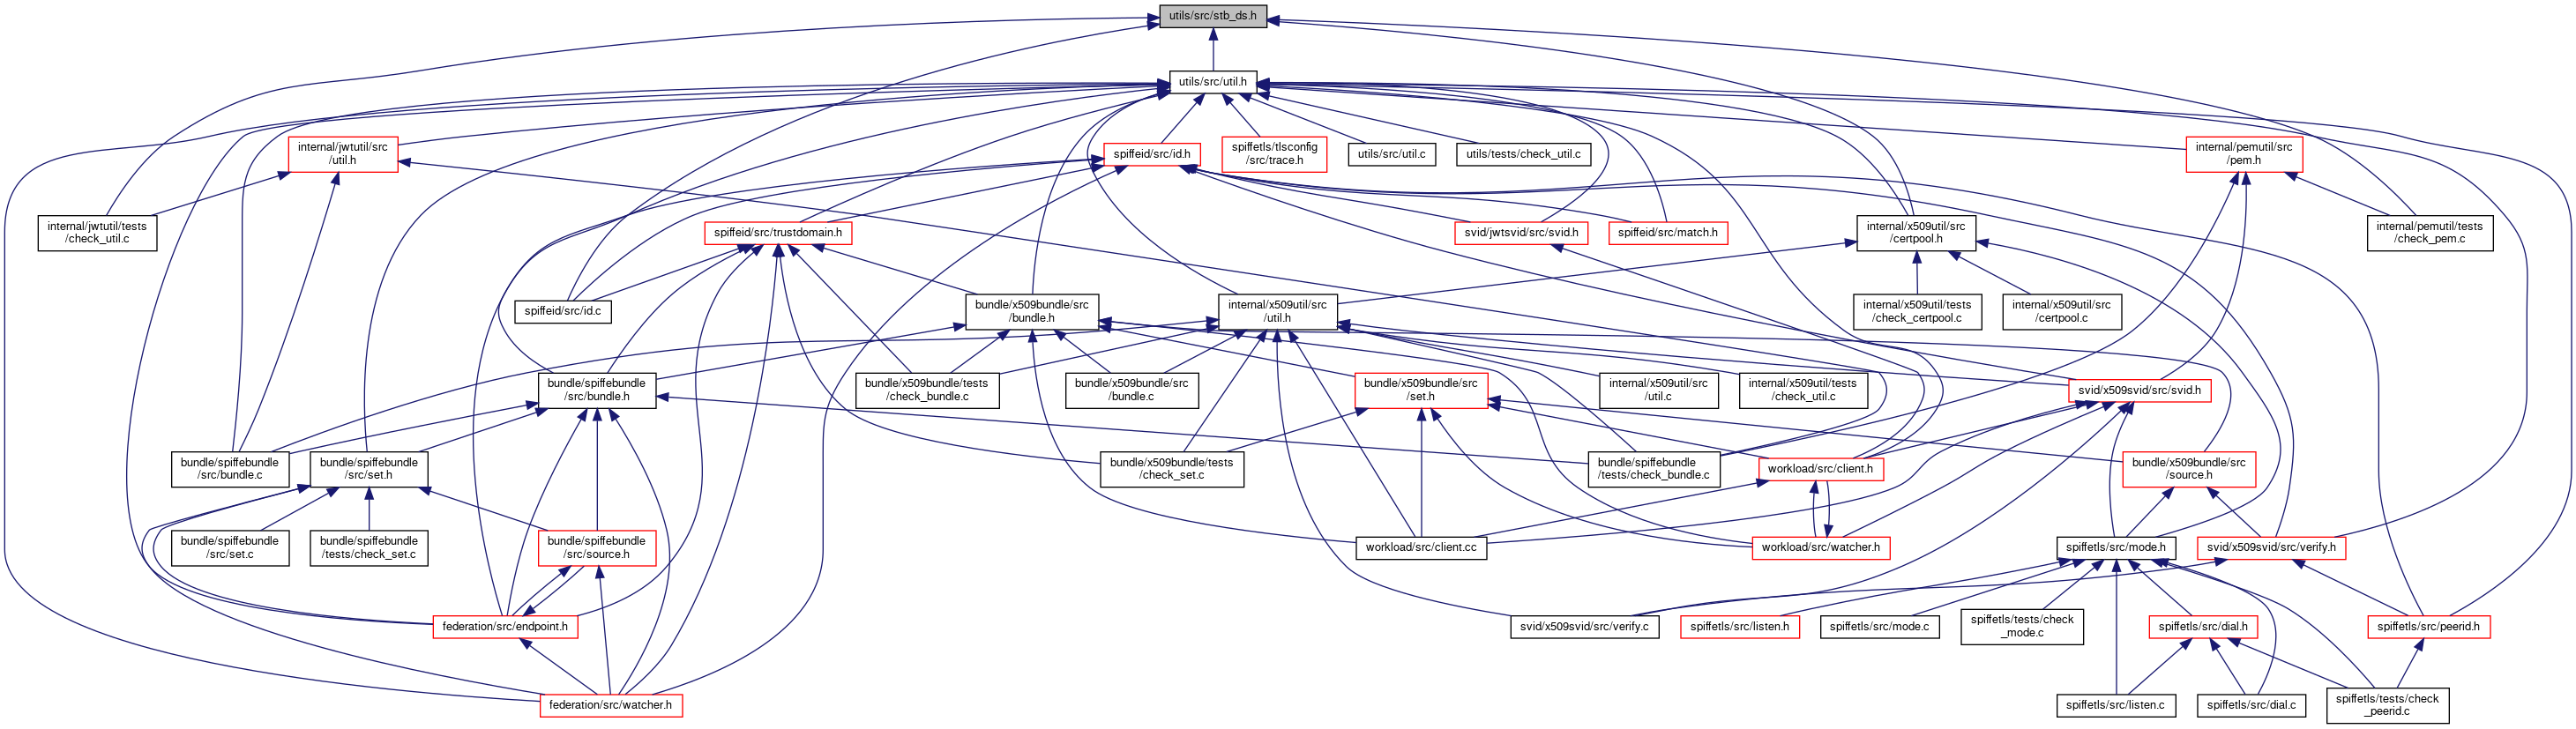 utils/src/stb_ds.h
utils/src/util.h
internal/jwtutil/src
/util.h
spiffeid/src/id.h
spiffetls/tlsconfig
/src/trace.h
utils/src/util.c
utils/tests/check_util.c
internal/pemutil/src
/pem.h
internal/jwtutil/tests
/check_util.c
spiffeid/src/trustdomain.h
svid/jwtsvid/src/svid.h
spiffeid/src/match.h
internal/x509util/src
/certpool.h
internal/pemutil/tests
/check_pem.c
spiffeid/src/id.c
bundle/x509bundle/src
/bundle.h
internal/x509util/src
/util.h
internal/x509util/tests
/check_certpool.c
internal/x509util/src
/certpool.c
bundle/spiffebundle
/src/bundle.h
bundle/x509bundle/tests
/check_bundle.c
bundle/x509bundle/src
/bundle.c
bundle/x509bundle/src
/set.h
internal/x509util/src
/util.c
internal/x509util/tests
/check_util.c
svid/x509svid/src/svid.h
bundle/spiffebundle
/src/bundle.c
bundle/spiffebundle
/src/set.h
bundle/x509bundle/tests
/check_set.c
bundle/spiffebundle
/tests/check_bundle.c
workload/src/client.h
bundle/x509bundle/src
/source.h
bundle/spiffebundle
/src/set.c
bundle/spiffebundle
/tests/check_set.c
bundle/spiffebundle
/src/source.h
workload/src/client.cc
workload/src/watcher.h
spiffetls/src/mode.h
svid/x509svid/src/verify.h
federation/src/endpoint.h
svid/x509svid/src/verify.c
spiffetls/src/listen.h
spiffetls/src/mode.c
spiffetls/tests/check
_mode.c
spiffetls/src/dial.h
spiffetls/src/peerid.h
federation/src/watcher.h
spiffetls/src/listen.c
spiffetls/src/dial.c
spiffetls/tests/check
_peerid.c